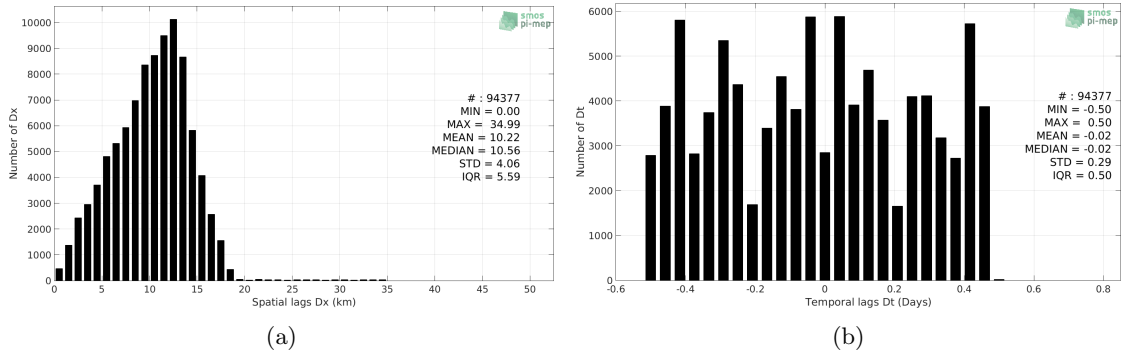 10000
9000
8000
7000
6000
5000
4000
3000
2000
1000
0
Number of Dx
smos
pi-mep
# : 94377
MIN = 0.00
MAX = 34.99
MEAN = 10.22
MEDIAN = 10.56
STD = 4.06
IQR = 5.59
0 5 10 15 20 25 30 35 40 45 50
Spatial lags Dx (km)
(a)
6000
5000
4000
3000
2000
1000
0
Number of Dt
smos
pi-mep
# : 94377
MIN = -0.50
MAX = 0.50
MEAN = -0.02
MEDIAN = -0.02
STD = 0.29
IQR = 0.50
-0.6 -0.4 -0.2 0 0.2 0.4 0.6 0.8
Temporal lags Dt (Days)
(b)